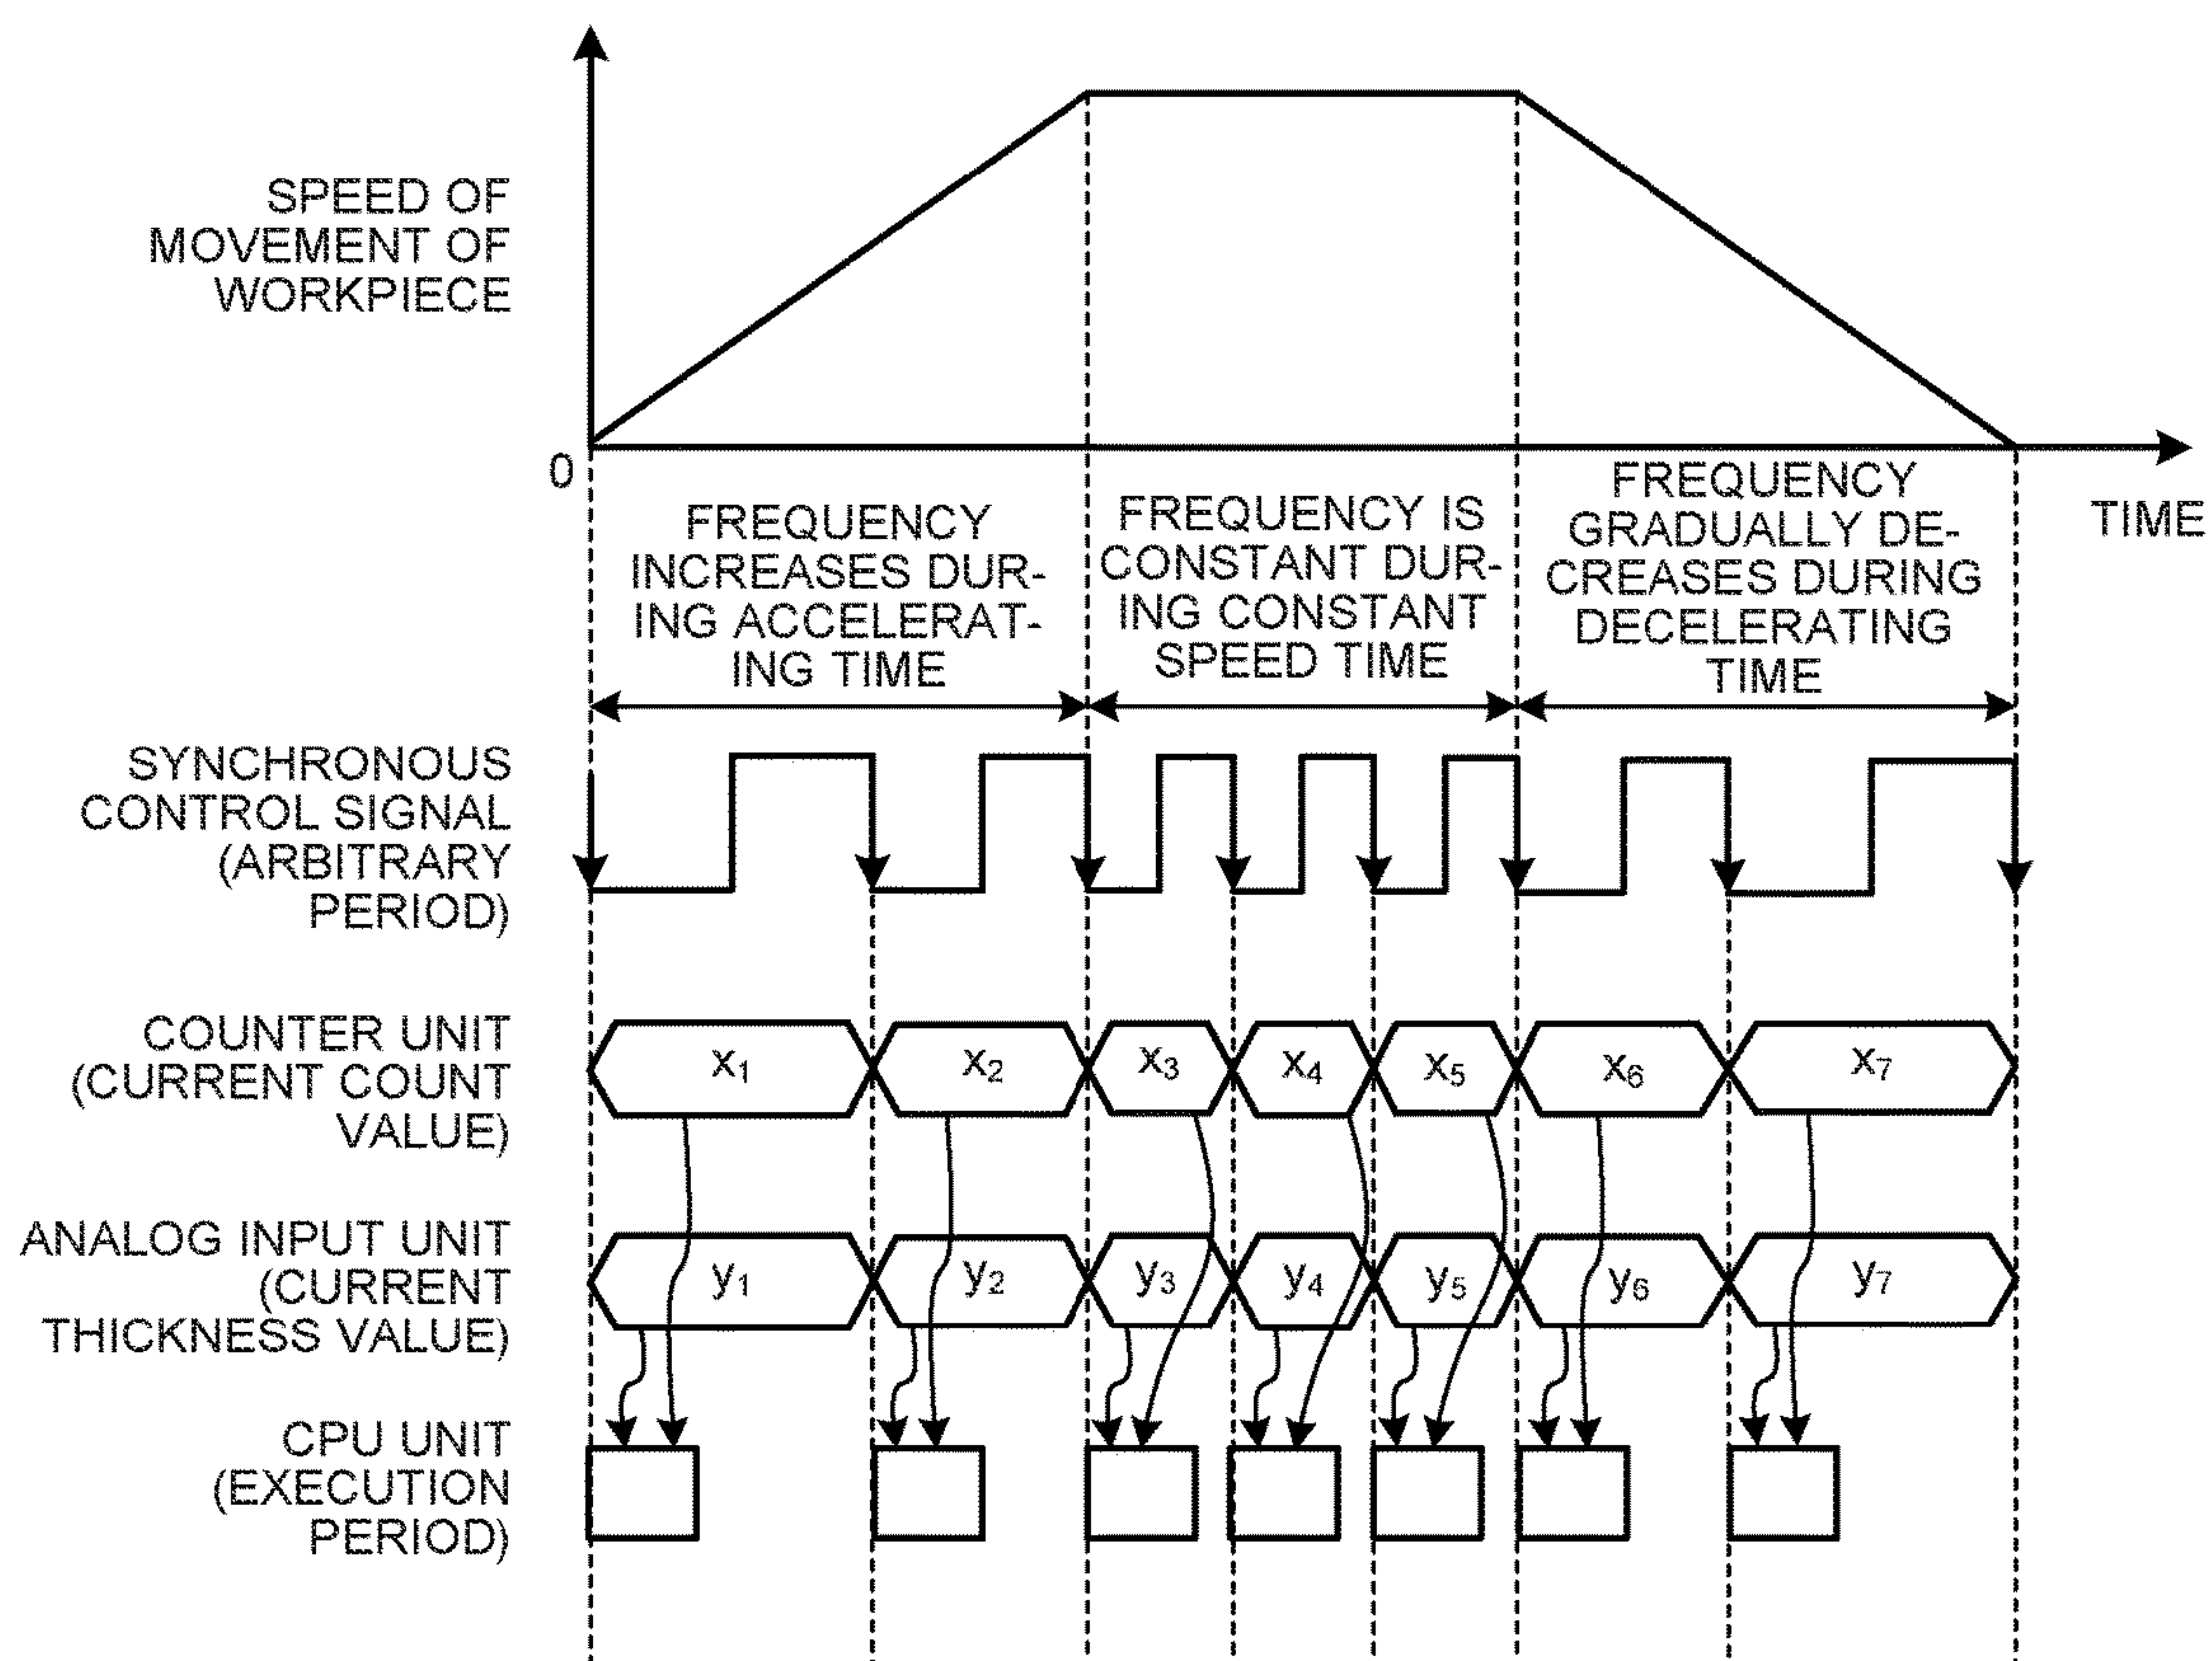 SPEED OF
MOVEMENT OF
WORKPIECE
0
TIME
FREQUENCY
INCREASES DUR-
ING ACCELERAT-
ING TIME
FREQUENCY IS
CONSTANT DUR-
ING CONSTANT
SPEED TIME
FREQUENCY
GRADUALLY DE-
CREASES DURING
DECELERATING
TIME
SYNCHRONOUS
CONTROL SIGNAL
(ARBITRARY
PERIOD)
COUNTER UNIT
(CURRENT COUNT
VALUE)
x₁ x₂ x₃ x₄ x₅ x₆ x₇
ANALOG INPUT UNIT
(CURRENT
THICKNESS VALUE)
y₁ y₂ y₃ y₄ y₅ y₆ y₇
CPU UNIT
(EXECUTION
PERIOD)